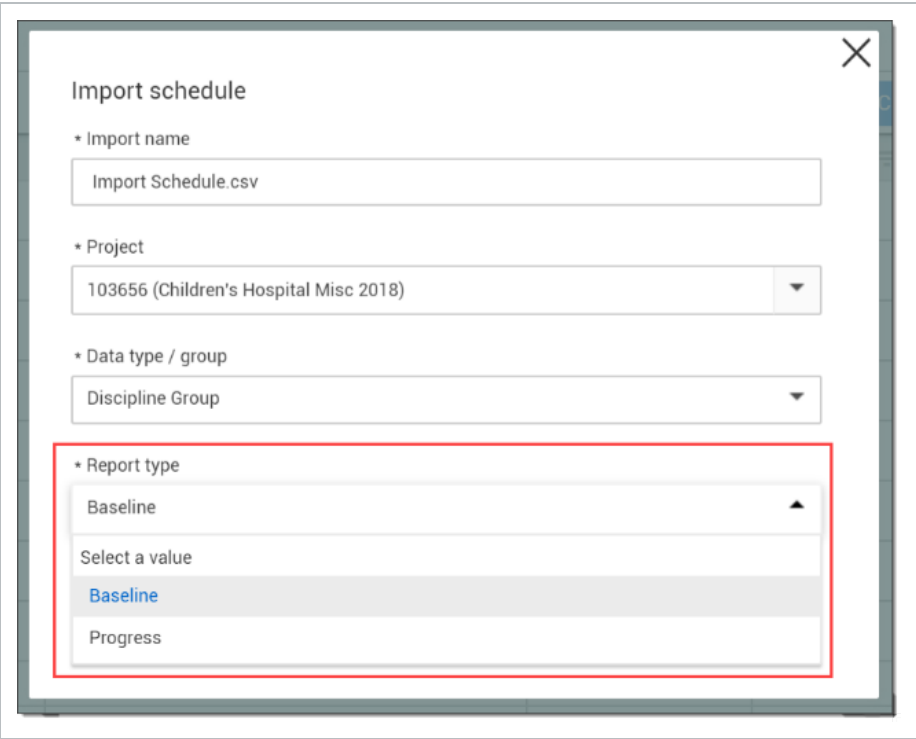 Import schedule
* Import name
Import Schedule.csv
* Project
103656 (Children's Hospital Misc 2018)
* Data type / group
Discipline Group
* Report type
Baseline
Select a value
Baseline
Progress